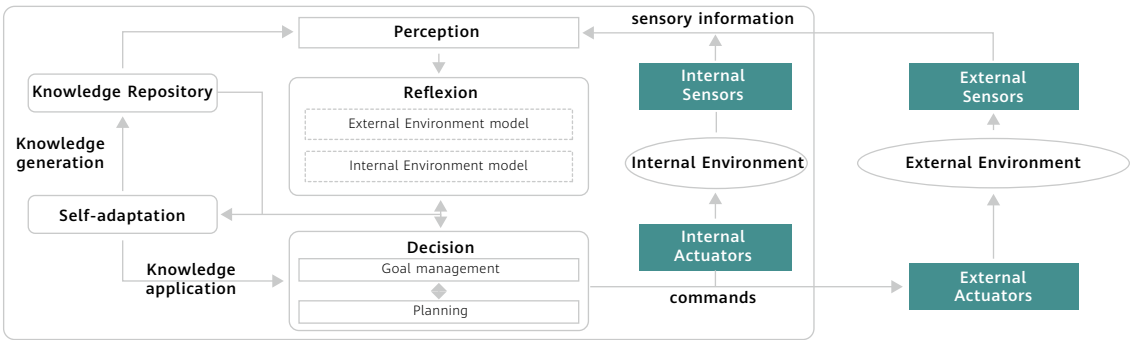 sensory information
Perception
Internal
Sensors
External
Sensors
Knowledge Repository
Reflexion
External Environment model
Internal Environment model
Knowledge
generation
Internal Environment
External Environment
Self-adaptation
Internal
Actuators
Decision
Goal management
Planning
Knowledge
application
commands
External
Actuators